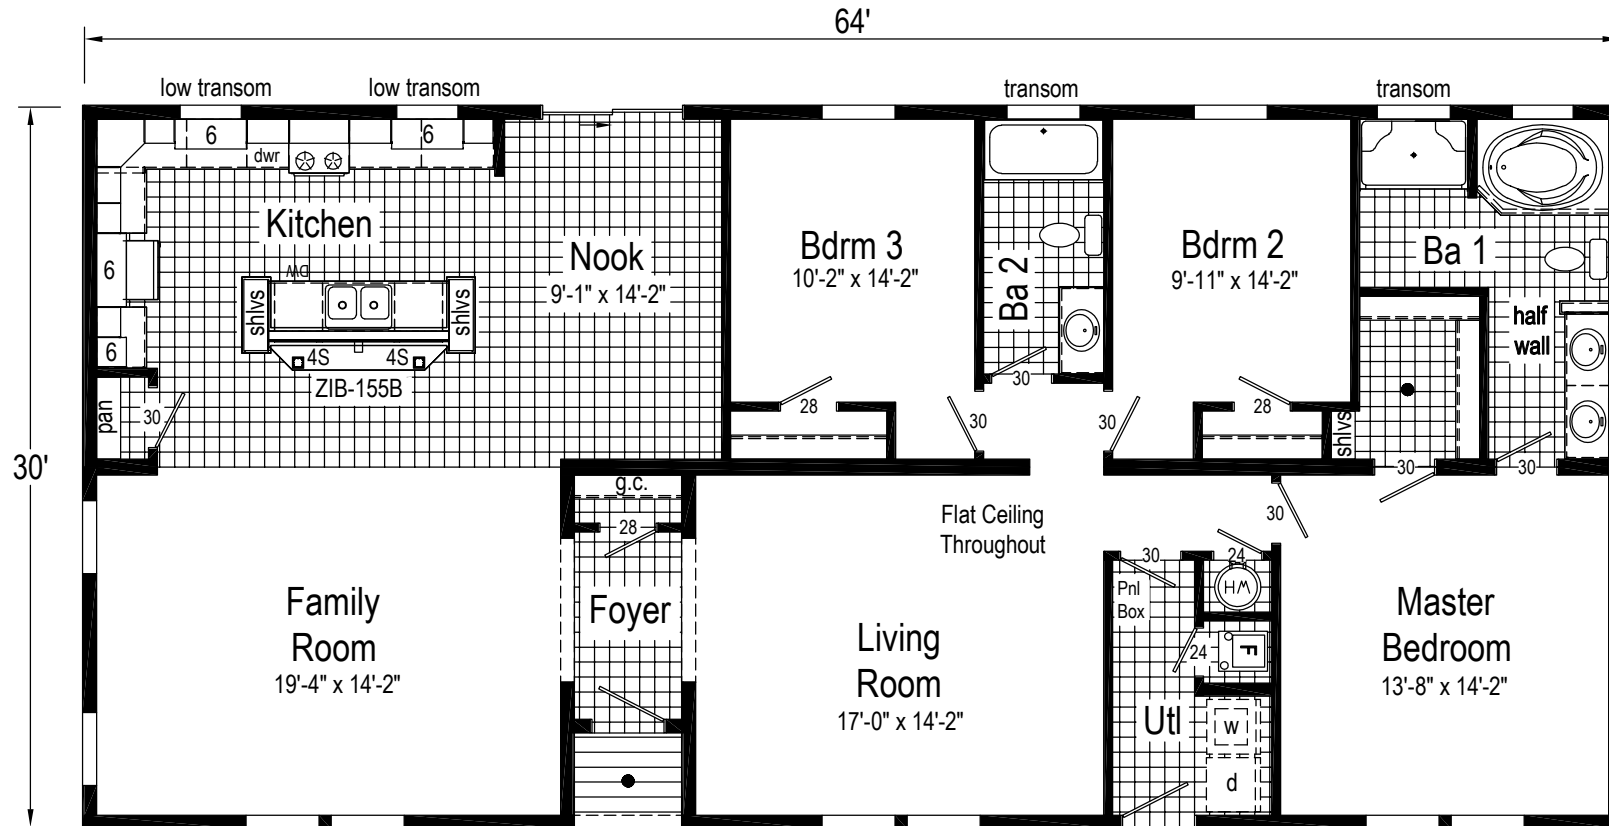 64'
low transom
low transom
transom
transom
30'
6
6
dwr
Kitchen
Nook
9'-1" x 14'-2"
6
6
DW
shlvs
shlvs
4S
4S
ZIB-155B
pan
30
Bdrm 3
10'-2" x 14'-2"
28
30
Ba 2
30
Bdrm 2
9'-11" x 14'-2"
30
28
shlvs
Ba 1
half
wall
30
30
g.c.
28
Foyer
Family
Room
19'-4" x 14'-2"
Flat Ceiling
Throughout
Living
Room
17'-0" x 14'-2"
30
24
30
Pnl
Box
W/H
24
F
Utl
w
d
Master
Bedroom
13'-8" x 14'-2"